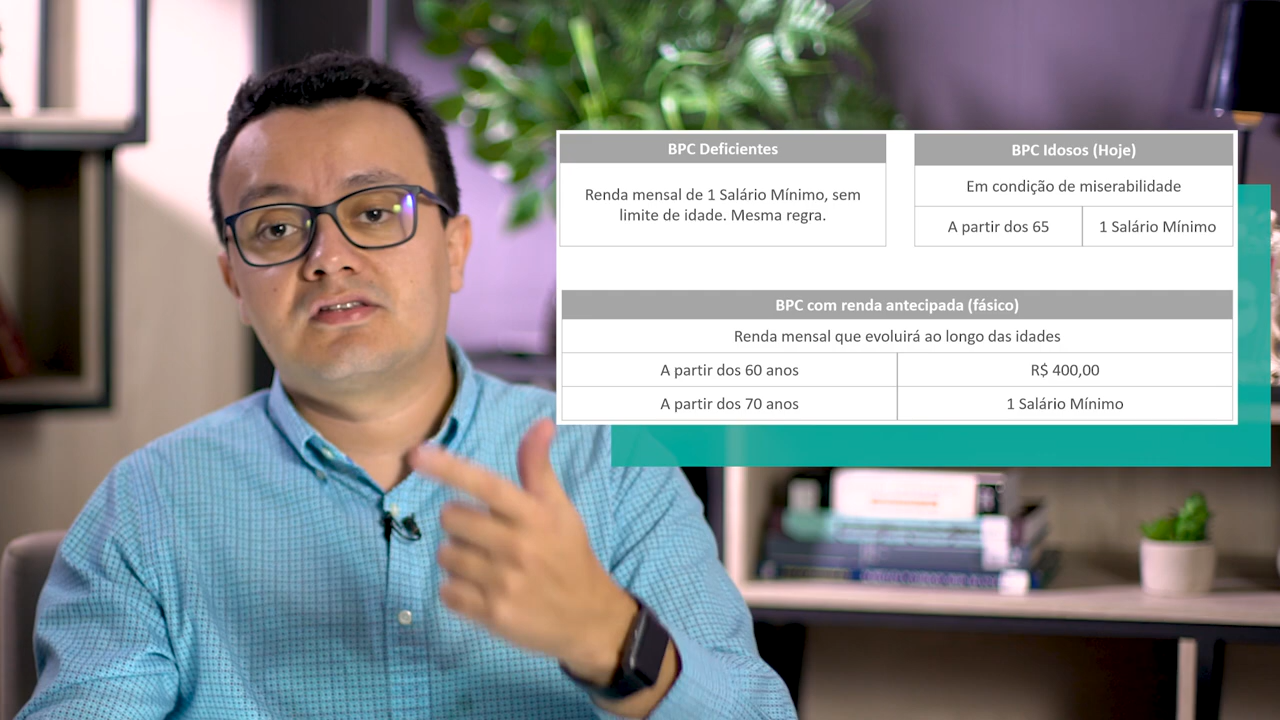 BPC Deficientes
Renda mensal de 1 Salário Mínimo, sem
limite de idade. Mesma regra.
BPC Idosos (Hoje)
Em condição de miserabilidade
A partir dos 65
1 Salário Mínimo
BPC com renda antecipada (fásico)
Renda mensal que evoluirá ao longo das idades
A partir dos 60 anos
R$ 400,00
A partir dos 70 anos
1 Salário Mínimo